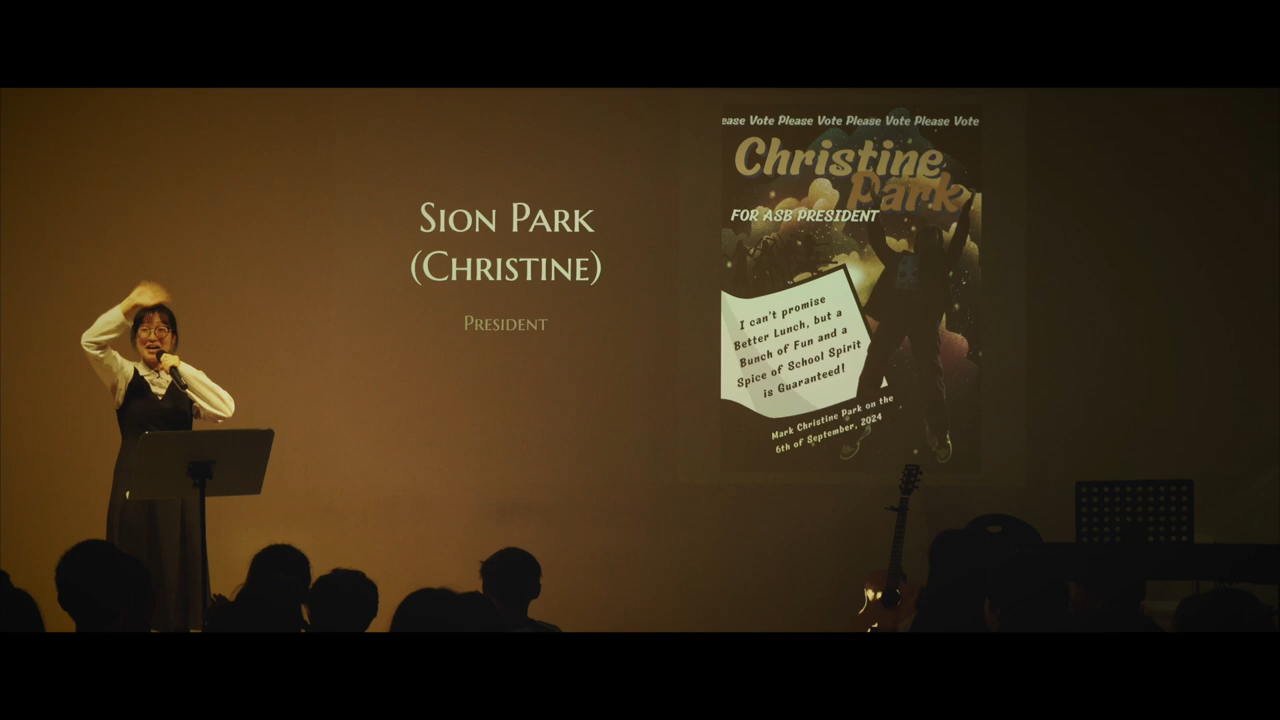 Sion Park
(Christine)
President
ease Vote Please Vote Please Vote Please Vote
Christine
Park
FOR ASB PRESIDENT
I can't promise
Better Lunch, but a
Bunch of Fun and a
Spice of School Spirit
is Guaranteed!
Mark Christine Park on the
6th of September, 2024